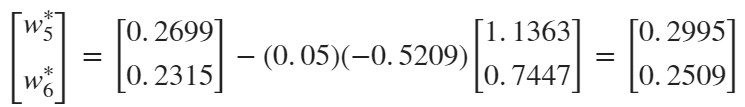 [w₅*; w₆*] = [0.2699; 0.2315] − (0.05)(−0.5209) [1.1363; 0.7447] = [0.2995; 0.2509]